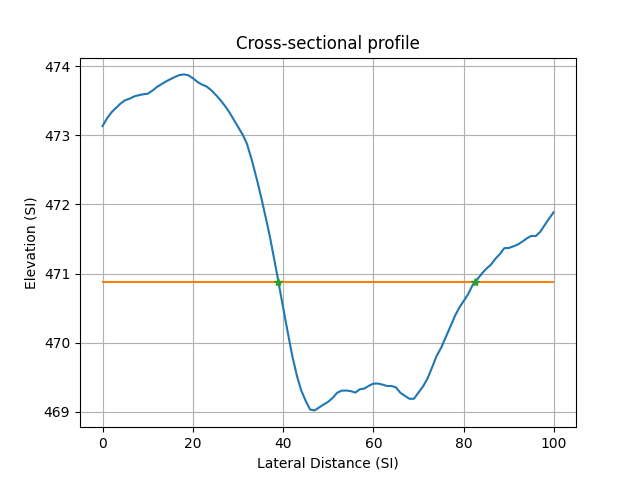 Cross-sectional profile
474
473
472
471
470
469
Elevation (SI)
0 20 40 60 80 100
Lateral Distance (SI)